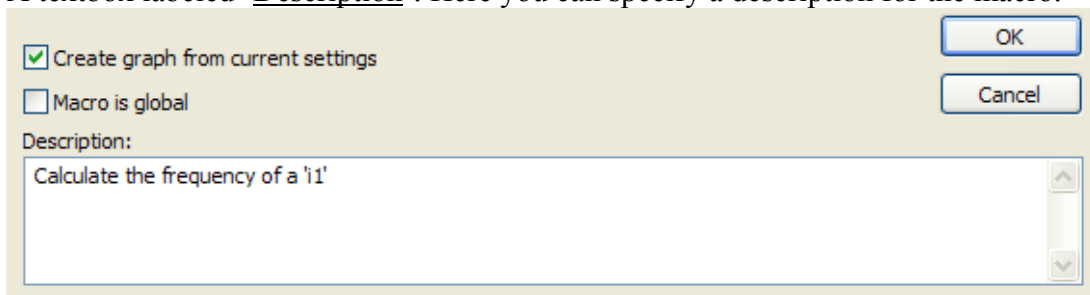 A textbox labeled "Description". Here you can specify a description for the macro.
OK
Create graph from current settings
Macro is global
Cancel
Description:
Calculate the frequency of a 'i1'